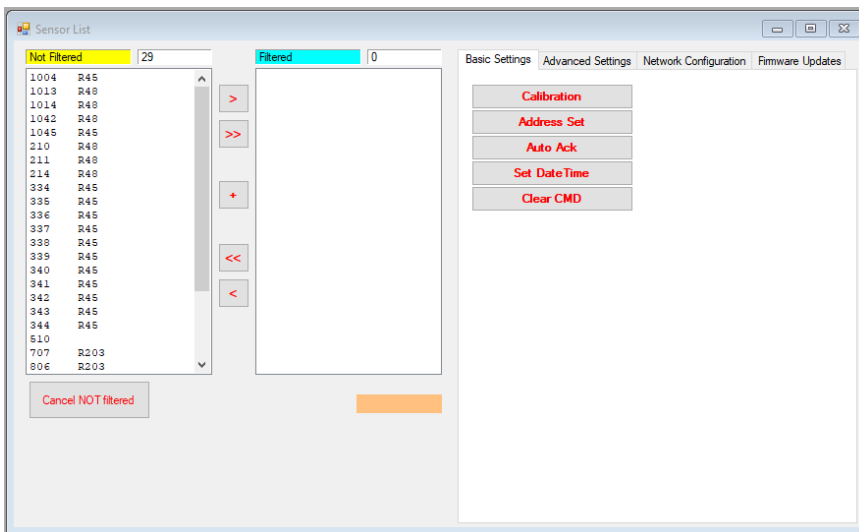 Sensor List
Not Filtered 29
Filtered 0
Basic Settings Advanced Settings Network Configuration Firmware Updates
1004 R45
1013 R48
1014 R48
1042 R48
1045 R45
210 R48
211 R48
214 R48
334 R45
335 R45
336 R45
337 R45
338 R45
339 R45
340 R45
341 R45
342 R45
343 R45
344 R45
510
707 R203
806 R203
>
>>
+
<<
<
Calibration
Address Set
Auto Ack
Set DateTime
Clear CMD
Cancel NOT filtered